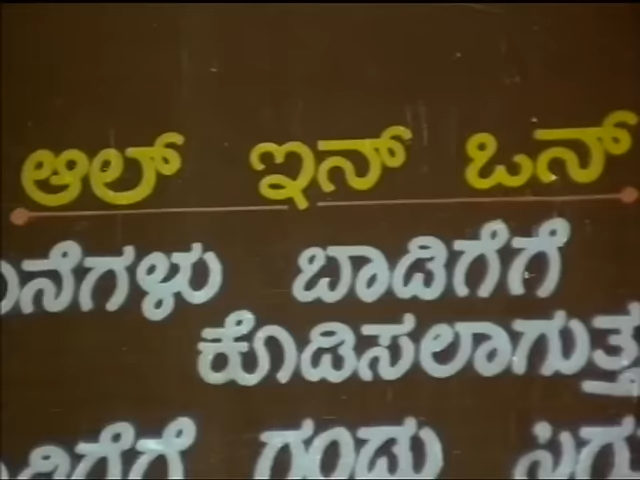 ಆಲ್ ಇನ್ ಒನ್
ನೆಗಳು ಬಾಡಿಗೆಗೆ
ಕೊಡಿಸಲಾಗುತ್ತ
ಡಿಗೆಗೆ ಗಂಡು ಸಿಗು